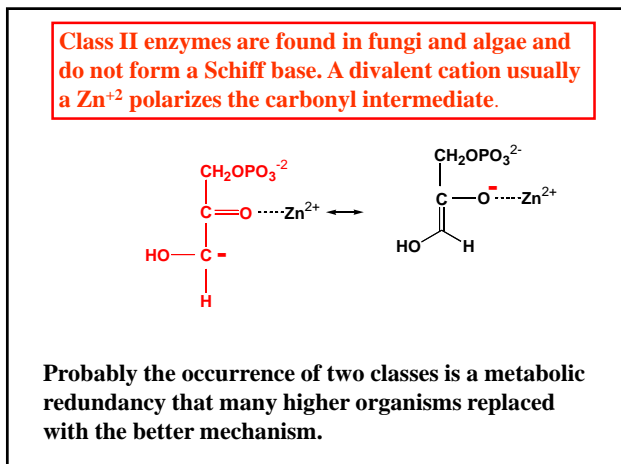 Class II enzymes are found in fungi and algae and
do not form a Schiff base. A divalent cation usually
a Zn+2 polarizes the carbonyl intermediate.
CH2OPO3-2
C=O-----Zn2+
HO—C -
H
CH2OPO3 2-
C—O -----Zn2+
HO H
Probably the occurrence of two classes is a metabolic
redundancy that many higher organisms replaced
with the better mechanism.